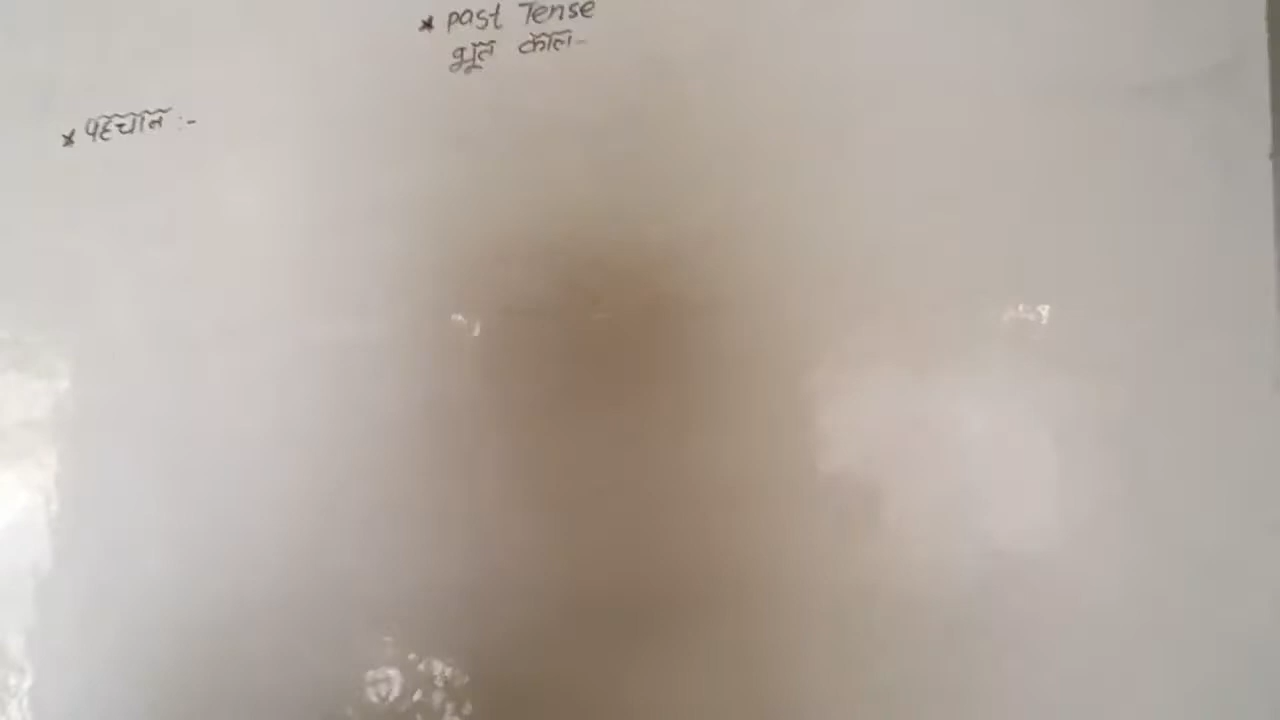 * Past Tense
भूत काल-
* पहचान :-